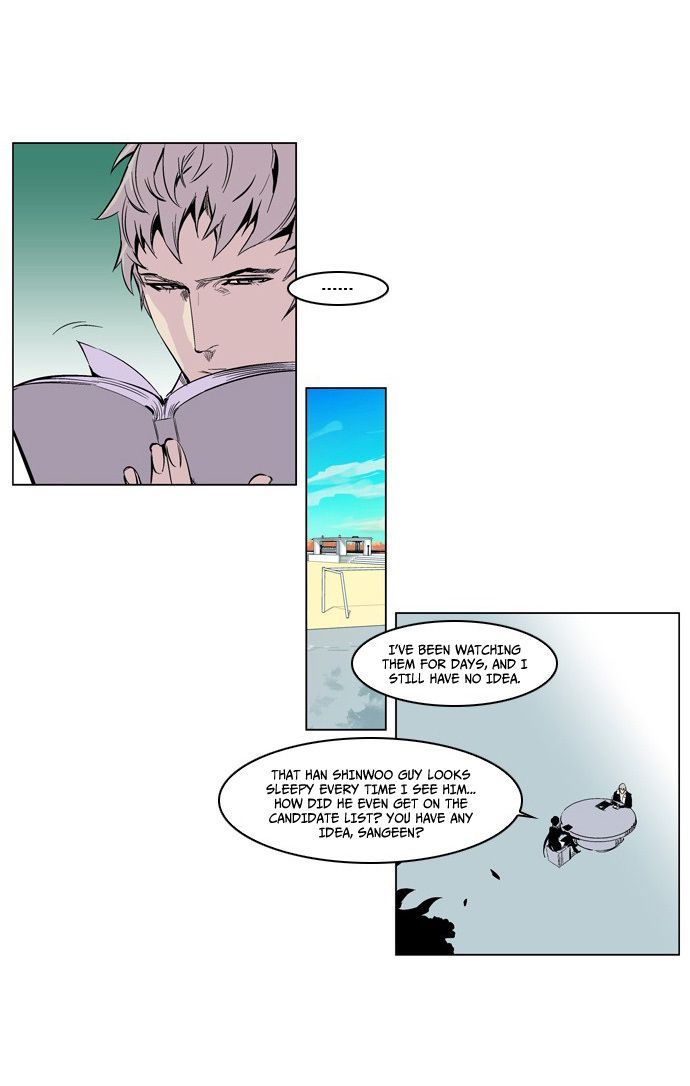 ......
I'VE BEEN WATCHING
THEM FOR DAYS, AND I
STILL HAVE NO IDEA.
THAT HAN SHINWOO GUY LOOKS
SLEEPY EVERY TIME I SEE HIM...
HOW DID HE EVEN GET ON THE
CANDIDATE LIST? YOU HAVE ANY
IDEA, SANGEEN?